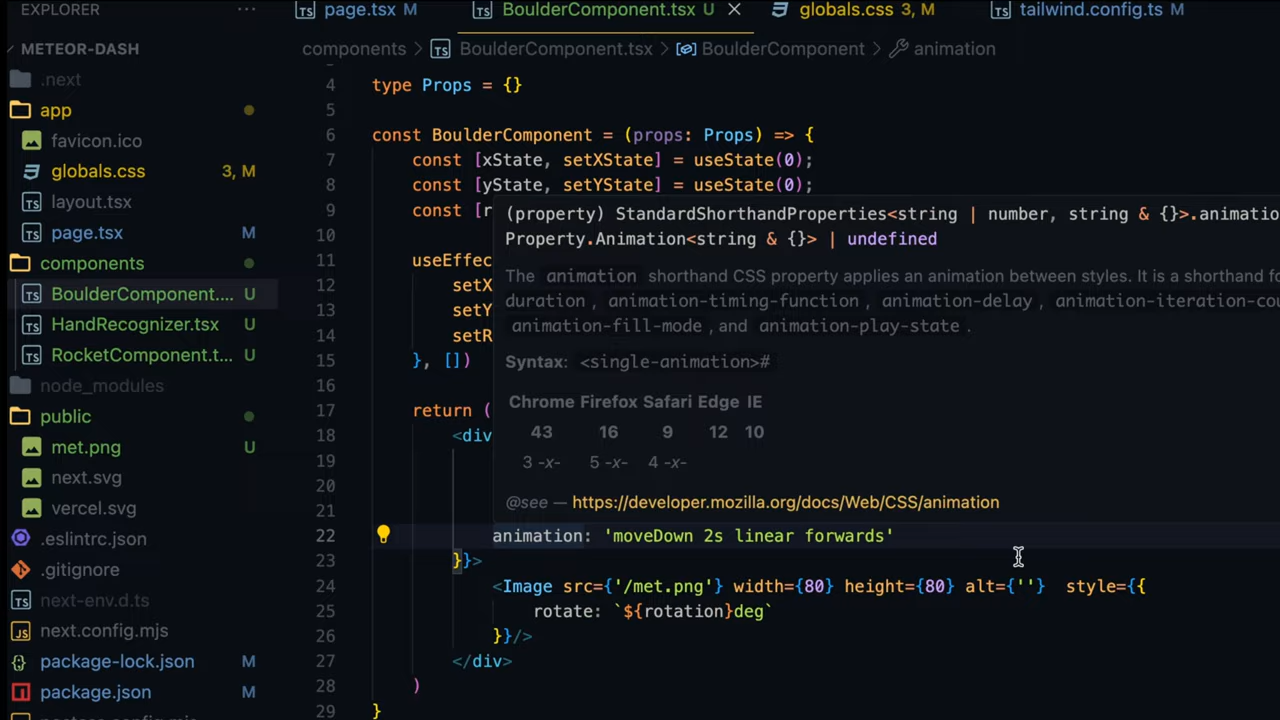 EXPLORER
page.tsx M
BoulderComponent.tsx U
globals.css 3, M
tailwind.config.ts M
METEOR-DASH
components > BoulderComponent.tsx > BoulderComponent > animation
.next
app
favicon.ico
globals.css 3, M
layout.tsx
page.tsx M
components
BoulderComponent.... U
HandRecognizer.tsx U
RocketComponent.t... U
node_modules
public
met.png U
next.svg
vercel.svg
.eslintrc.json
.gitignore
next-env.d.ts
next.config.mjs
package-lock.json M
package.json M
4 type Props = {}
5
6 const BoulderComponent = (props: Props) => {
7 const [xState, setXState] = useState(0);
8 const [yState, setYState] = useState(0);
9 const [r
10
11 useEffec
12 setX
13 setY
14 setR
15 }, [])
16
17 return (
18 <div
19
20
21
22 animation: 'moveDown 2s linear forwards'
23 }}>
24 <Image src={'/met.png'} width={80} height={80} alt={''} style={{
25 rotate: `${rotation}deg`
26 }}/>
27 </div>
28 )
29 }
(property) StandardShorthandProperties<string | number, string & {}>.animatio
Property.Animation<string & {}> | undefined
The animation shorthand CSS property applies an animation between styles. It is a shorthand fo
duration, animation-timing-function, animation-delay, animation-iteration-cou
animation-fill-mode, and animation-play-state.
Syntax: <single-animation>#
Chrome Firefox Safari Edge IE
43 16 9 12 10
3 -x- 5 -x- 4 -x-
@see — https://developer.mozilla.org/docs/Web/CSS/animation